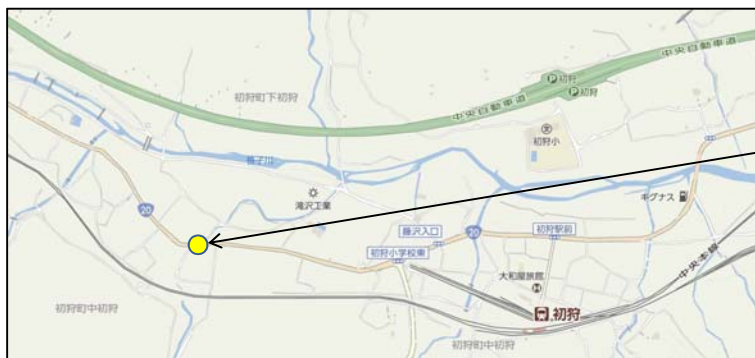 中央自動車道
初狩
初狩
中央自動車道
初狩町下初狩
初狩小
笹子川
滝沢工業
キグナス
20
藤沢入口
20
初狩駅前
初狩小学校東
中央本線
大和屋旅館
初狩
初狩町中初狩
初狩町中初狩